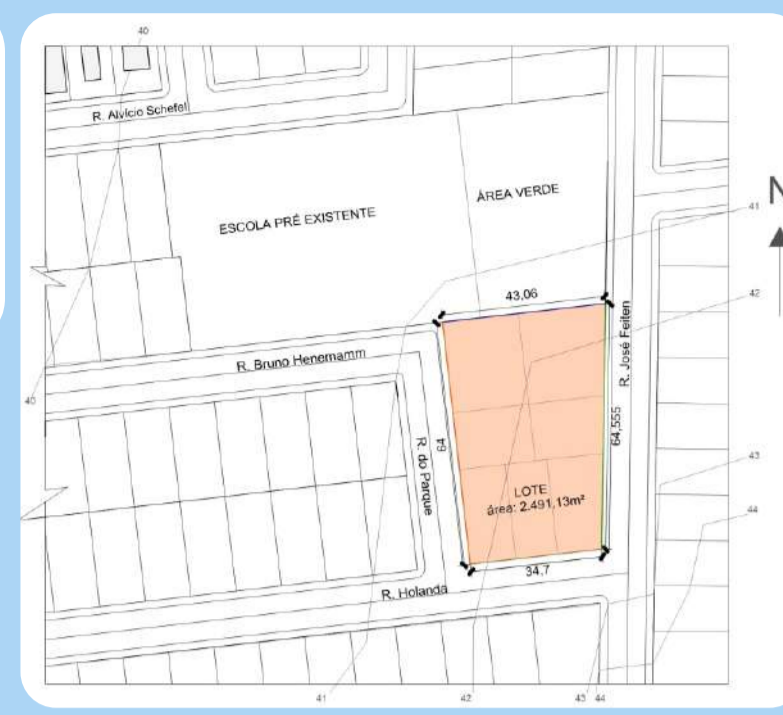 40
R. Alvício Schefel
ESCOLA PRÉ EXISTENTE
ÁREA VERDE
N
41
43,06
42
R. Bruno Henemamm
R. José Feiten
40
R. do Parque
64
64,555
43
LOTE
área: 2.491,13m²
44
34,7
R. Holanda
41
42
43
44